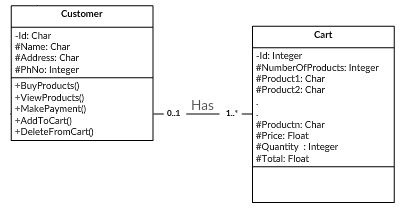 Customer
-Id: Char
#Name: Char
#Address: Char
#PhNo: Integer
+BuyProducts()
+ViewProducts()
+MakePayment()
+AddToCart()
+DeleteFromCart()
0..1 Has 1..*
Cart
-Id: Integer
#NumberOfProducts: Integer
#Product1: Char
#Product2: Char
.
.
#Productn: Char
#Price: Float
#Quantity : Integer
#Total: Float